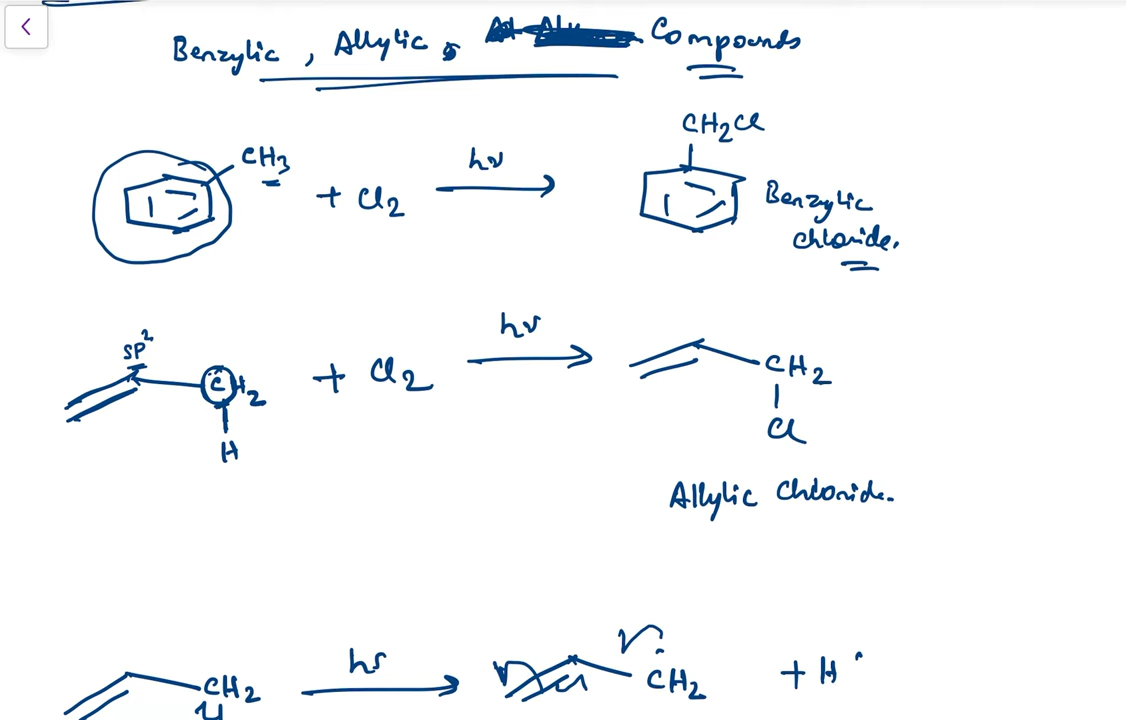 Benzylic, Allylic, Compounds
CH3 + Cl2 hν CH2Cl
Benzylic
chloride.
SP2
CH2 + Cl2 hν CH2
H Cl
Allylic Chloride.
CH2 hν CH2 + H•
H